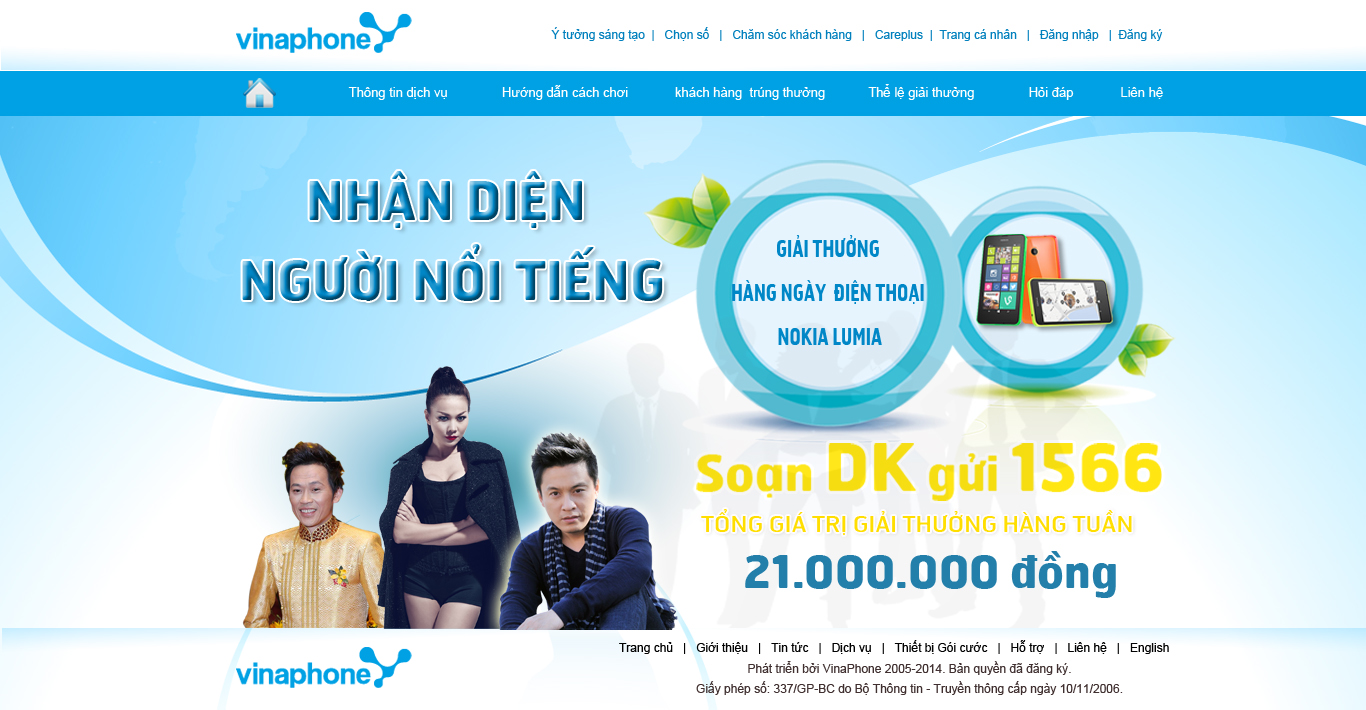 vinaphone
Ý tưởng sáng tạo | Chọn số | Chăm sóc khách hàng | Careplus | Trang cá nhân | Đăng nhập | Đăng ký
Thông tin dịch vụ Hướng dẫn cách chơi khách hàng trúng thưởng Thể lệ giải thưởng Hỏi đáp Liên hệ
NHẬN DIỆN
NGƯỜI NỔI TIẾNG
GIẢI THƯỞNG
HÀNG NGÀY ĐIỆN THOẠI
NOKIA LUMIA
Soạn DK gửi 1566
TỔNG GIÁ TRỊ GIẢI THƯỞNG HÀNG TUẦN
21.000.000 đồng
vinaphone
Trang chủ | Giới thiệu | Tin tức | Dịch vụ | Thiết bị Gói cước | Hỗ trợ | Liên hệ | English
Phát triển bởi VinaPhone 2005-2014. Bản quyền đã đăng ký.
Giấy phép số: 337/GP-BC do Bộ Thông tin - Truyền thông cấp ngày 10/11/2006.